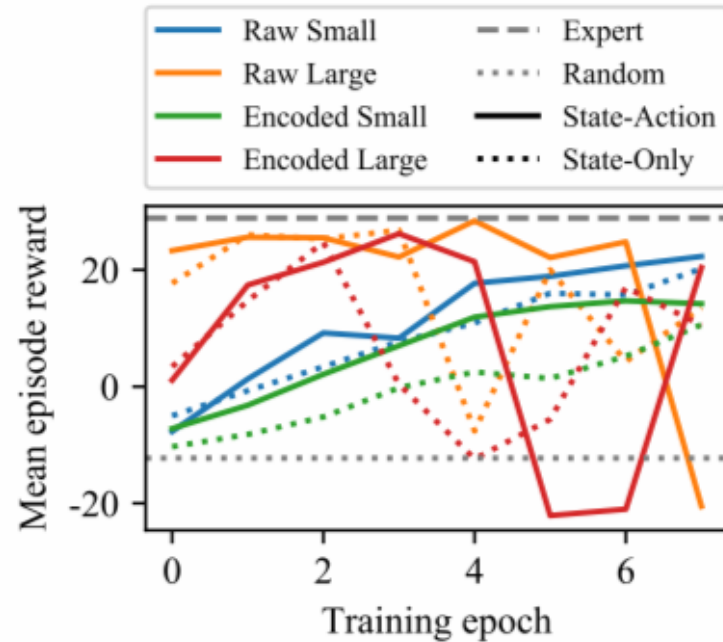 Raw Small Expert
Raw Large Random
Encoded Small State-Action
Encoded Large State-Only
Mean episode reward
20
0
-20
0 2 4 6
Training epoch